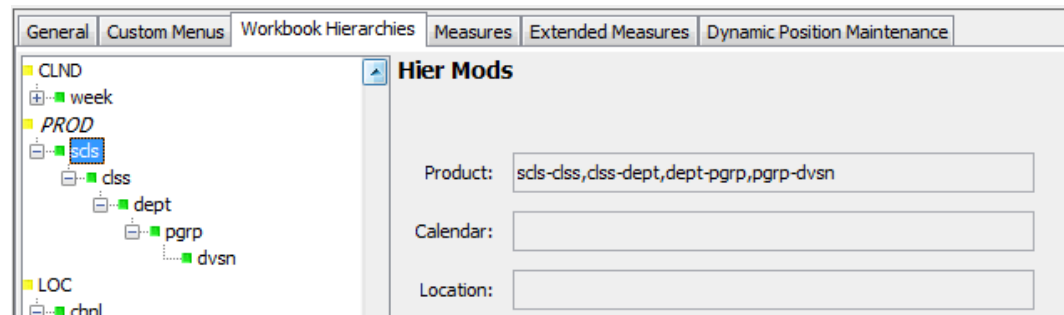 General Custom Menus Workbook Hierarchies Measures Extended Measures Dynamic Position Maintenance
CLND
week
PROD
scls
clss
dept
pgrp
dvsn
LOC
chnl
Hier Mods
Product: scls-clss,clss-dept,dept-pgrp,pgrp-dvsn
Calendar:
Location: